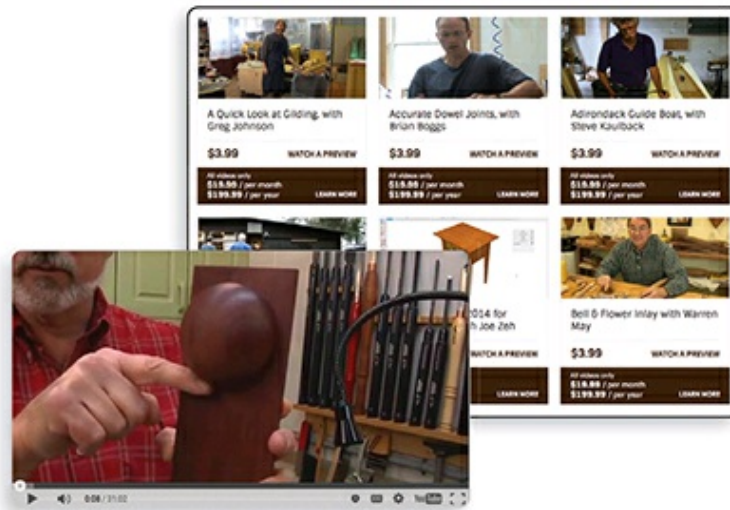 A Quick Look at Gilding, with
Greg Johnson
$3.99 WATCH A PREVIEW
All videos only
$19.99 / per month
$199.99 / per year LEARN MORE
Accurate Dowel Joints, with
Brian Boggs
$3.99 WATCH A PREVIEW
All videos only
$19.99 / per month
$199.99 / per year LEARN MORE
Adirondack Guide Boat, with
Steve Kaulback
$3.99 WATCH A PREVIEW
All videos only
$19.99 / per month
$199.99 / per year LEARN MORE
2014 for
h Joe Zeh
WATCH A PREVIEW
LEARN MORE
Bell & Flower Inlay with Warren
May
$3.99 WATCH A PREVIEW
All videos only
$19.99 / per month
$199.99 / per year LEARN MORE
0:08 / 31:02
YouTube